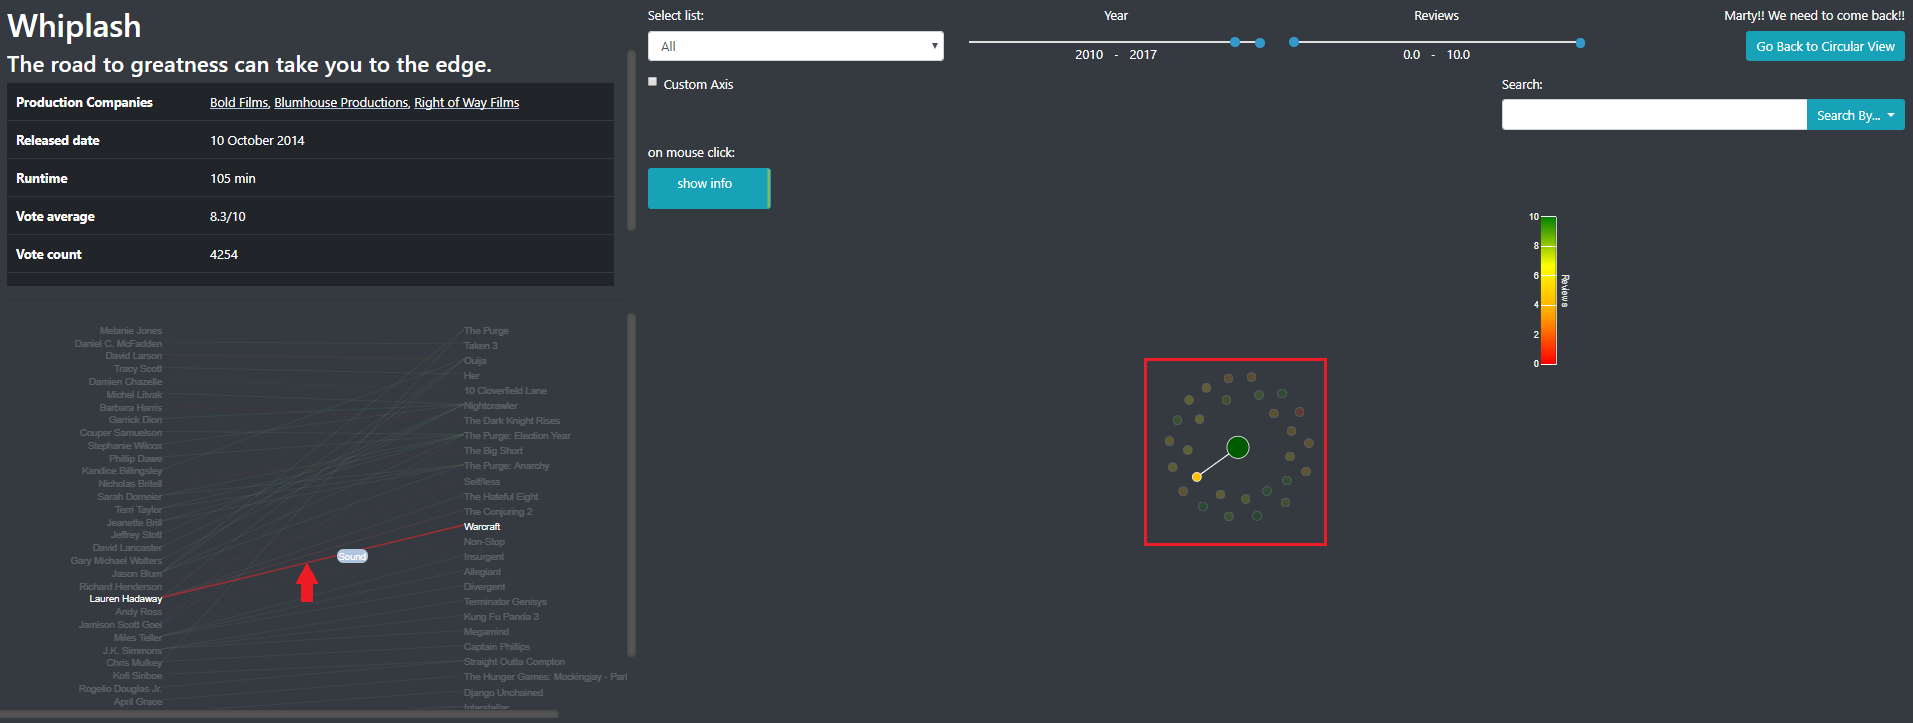 Whiplash
The road to greatness can take you to the edge.
Production Companies Bold Films, Blumhouse Productions, Right of Way Films
Released date 10 October 2014
Runtime 105 min
Vote average 8.3/10
Vote count 4254
Melanie Jones
Daniel C. McFadden
David Larson
Tracy Scott
Damien Chazelle
Michel Litvak
Barbara Harris
Garrick Dion
Couper Samuelson
Stephanie Wilcox
Phillip Dawe
Kandice Billingsley
Nicholas Britell
Sarah Domeier
Terri Taylor
Jeanette Brill
Jeffrey Stott
David Lancaster
Gary Michael Walters
Jason Blum
Richard Henderson
Lauren Hadaway
Andy Ross
Jamison Scott Goei
Miles Teller
J.K. Simmons
Chris Mulkey
Kofi Siriboe
Rogelio Douglas Jr.
April Grace
Sound
The Purge
Taken 3
Ouija
Her
10 Cloverfield Lane
Nightcrawler
The Dark Knight Rises
The Purge: Election Year
The Big Short
The Purge: Anarchy
Self/less
The Hateful Eight
The Conjuring 2
Warcraft
Non-Stop
Insurgent
Allegiant
Divergent
Terminator Genisys
Kung Fu Panda 3
Megamind
Captain Phillips
Straight Outta Compton
The Hunger Games: Mockingjay - Part
Django Unchained
Interstellar
Select list:
All
Custom Axis
on mouse click:
show info
Year
2010 - 2017
Reviews
0.0 - 10.0
Marty!! We need to come back!!
Go Back to Circular View
Search:
Search By...
10
8
6
4
2
0
Reviews